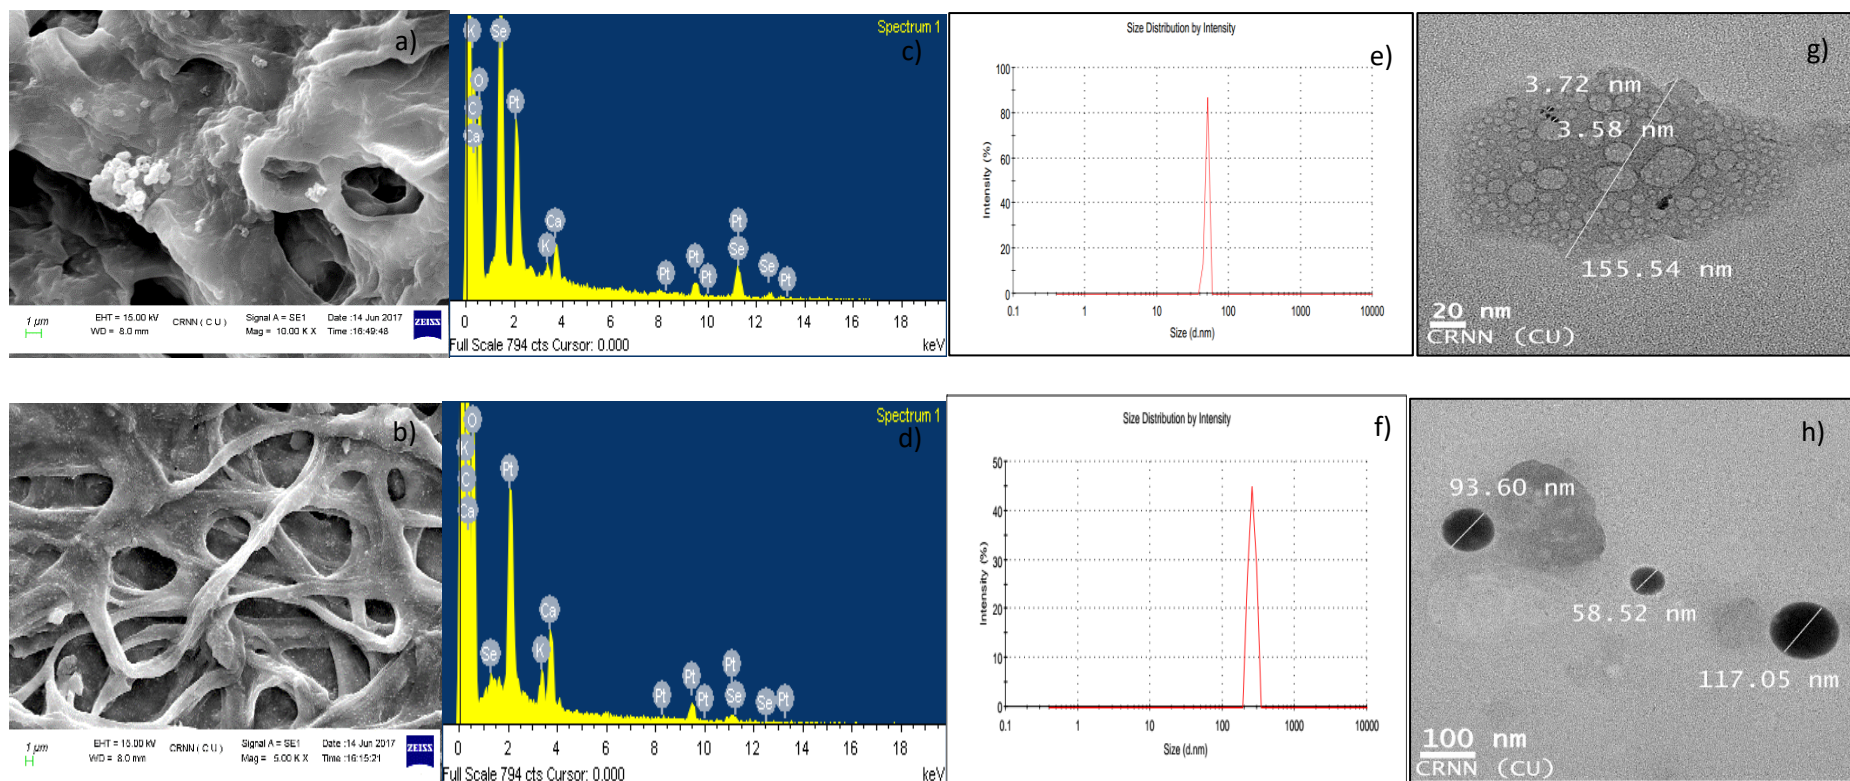 a)
1 µm
EHT = 15.00 kV
WD = 8.0 mm
CRNN ( C U )
Signal A = SE1
Mag = 10.00 K X
Date :14 Jun 2017
Time :16:49:48
ZEISS
c)
Spectrum 1
K
Se
O
C
Ca
Pt
K
Ca
Pt
Pt
Pt
Pt
Se
Se
Pt
0 2 4 6 8 10 12 14 16 18
Full Scale 794 cts Cursor: 0.000
keV
e)
Size Distribution by Intensity
Intensity (%)
100
80
60
40
20
0
0.1 1 10 100 1000 10000
Size (d.nm)
g)
3.72 nm
3.58 nm
155.54 nm
20 nm
CRNN (CU)
b)
1 µm
EHT = 15.00 kV
WD = 8.0 mm
CRNN ( C U )
Signal A = SE1
Mag = 5.00 K X
Date :14 Jun 2017
Time :16:15:21
ZEISS
d)
Spectrum 1
O
K
C
Ca
Se
Pt
K
Ca
Pt
Pt
Pt
Pt
Se
Se
Pt
0 2 4 6 8 10 12 14 16 18
Full Scale 794 cts Cursor: 0.000
keV
f)
Size Distribution by Intensity
Intensity (%)
50
40
30
20
10
0
0.1 1 10 100 1000 10000
Size (d.nm)
h)
93.60 nm
58.52 nm
117.05 nm
100 nm
CRNN (CU)